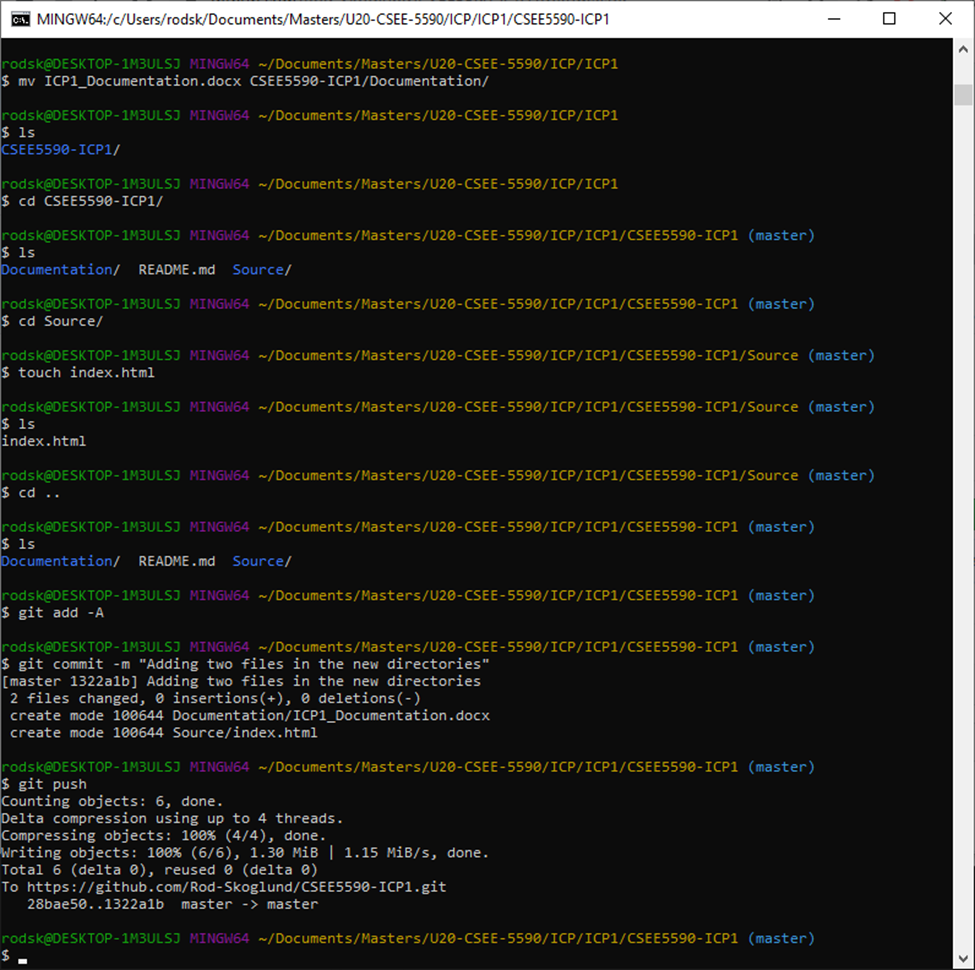 MINGW64:/c/Users/rodsk/Documents/Masters/U20-CSEE-5590/ICP/ICP1/CSEE5590-ICP1
rodsk@DESKTOP-1M3ULSJ MINGW64 ~/Documents/Masters/U20-CSEE-5590/ICP/ICP1
$ mv ICP1_Documentation.docx CSEE5590-ICP1/Documentation/
rodsk@DESKTOP-1M3ULSJ MINGW64 ~/Documents/Masters/U20-CSEE-5590/ICP/ICP1
$ ls
CSEE5590-ICP1/
rodsk@DESKTOP-1M3ULSJ MINGW64 ~/Documents/Masters/U20-CSEE-5590/ICP/ICP1
$ cd CSEE5590-ICP1/
rodsk@DESKTOP-1M3ULSJ MINGW64 ~/Documents/Masters/U20-CSEE-5590/ICP/ICP1/CSEE5590-ICP1 (master)
$ ls
Documentation/  README.md  Source/
rodsk@DESKTOP-1M3ULSJ MINGW64 ~/Documents/Masters/U20-CSEE-5590/ICP/ICP1/CSEE5590-ICP1 (master)
$ cd Source/
rodsk@DESKTOP-1M3ULSJ MINGW64 ~/Documents/Masters/U20-CSEE-5590/ICP/ICP1/CSEE5590-ICP1/Source (master)
$ touch index.html
rodsk@DESKTOP-1M3ULSJ MINGW64 ~/Documents/Masters/U20-CSEE-5590/ICP/ICP1/CSEE5590-ICP1/Source (master)
$ ls
index.html
rodsk@DESKTOP-1M3ULSJ MINGW64 ~/Documents/Masters/U20-CSEE-5590/ICP/ICP1/CSEE5590-ICP1/Source (master)
$ cd ..
rodsk@DESKTOP-1M3ULSJ MINGW64 ~/Documents/Masters/U20-CSEE-5590/ICP/ICP1/CSEE5590-ICP1 (master)
$ ls
Documentation/  README.md  Source/
rodsk@DESKTOP-1M3ULSJ MINGW64 ~/Documents/Masters/U20-CSEE-5590/ICP/ICP1/CSEE5590-ICP1 (master)
$ git add -A
rodsk@DESKTOP-1M3ULSJ MINGW64 ~/Documents/Masters/U20-CSEE-5590/ICP/ICP1/CSEE5590-ICP1 (master)
$ git commit -m "Adding two files in the new directories"
[master 1322a1b] Adding two files in the new directories
 2 files changed, 0 insertions(+), 0 deletions(-)
 create mode 100644 Documentation/ICP1_Documentation.docx
 create mode 100644 Source/index.html
rodsk@DESKTOP-1M3ULSJ MINGW64 ~/Documents/Masters/U20-CSEE-5590/ICP/ICP1/CSEE5590-ICP1 (master)
$ git push
Counting objects: 6, done.
Delta compression using up to 4 threads.
Compressing objects: 100% (4/4), done.
Writing objects: 100% (6/6), 1.30 MiB | 1.15 MiB/s, done.
Total 6 (delta 0), reused 0 (delta 0)
To https://github.com/Rod-Skoglund/CSEE5590-ICP1.git
   28bae50..1322a1b  master -> master
rodsk@DESKTOP-1M3ULSJ MINGW64 ~/Documents/Masters/U20-CSEE-5590/ICP/ICP1/CSEE5590-ICP1 (master)
$